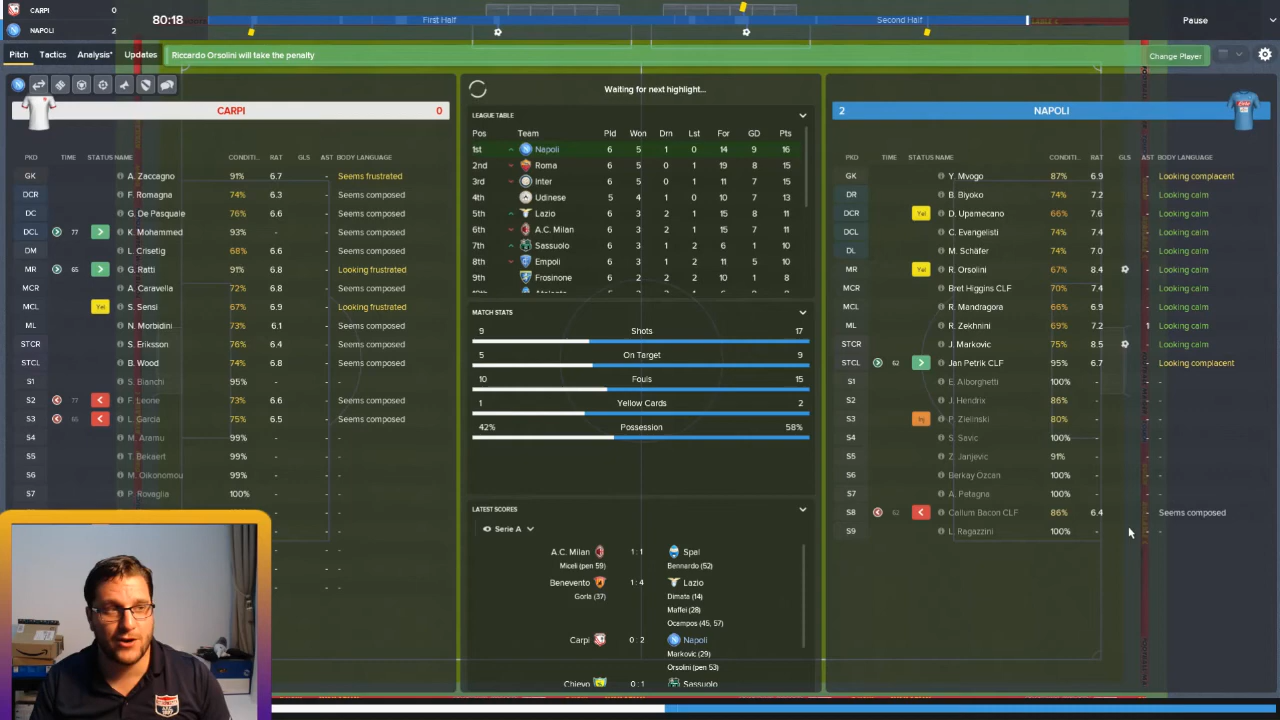 CARPI 0
NAPOLI 2
80:18
First Half
Second Half
Pause
Pitch Tactics Analysis* Updates
Riccardo Orsolini will take the penalty
Change Player
CARPI 0
PKD TIME STATUS NAME CONDITI... RAT GLS AST BODY LANGUAGE
GK A. Zaccagno 91% 6.7 - Seems frustrated
DCR F. Romagna 74% 6.3 - Seems composed
DC G. De Pasquale 76% 6.6 - Seems composed
DCL 77 K. Mohammed 93% - - Seems composed
DM L. Crisetig 68% 6.6 - Seems composed
MR 65 G. Ratti 91% 6.8 - Looking frustrated
MCR A. Caravella 72% 6.8 - Seems composed
MCL Yel S. Sensi 67% 6.9 - Looking frustrated
ML N. Morbidini 73% 6.1 - Seems composed
STCR S. Eriksson 76% 6.4 - Seems composed
STCL B. Wood 74% 6.8 - Seems composed
S1 S. Bianchi 95% - - -
S2 77 F. Leone 73% 6.6 - Seems composed
S3 65 L. Garcia 75% 6.5 - Seems composed
S4 M. Aramu 99% - - -
S5 T. Bekaert 99% - - -
S6 M. Oikonomou 99% - - -
S7 P. Rovaglia 100% - - -
Waiting for next highlight...
LEAGUE TABLE
Pos Team Pld Won Drn Lst For GD Pts
1st Napoli 6 5 1 0 14 9 16
2nd Roma 6 5 0 1 19 8 15
3rd Inter 6 5 0 1 11 7 15
4th Udinese 5 4 1 0 10 7 13
5th Lazio 6 3 2 1 15 8 11
6th A.C. Milan 6 3 2 1 15 7 11
7th Sassuolo 6 3 1 2 6 1 10
8th Empoli 6 3 1 2 11 5 10
9th Frosinone 6 2 2 2 10 1 8
MATCH STATS
9 Shots 17
5 On Target 9
10 Fouls 15
1 Yellow Cards 2
42% Possession 58%
LATEST SCORES
Serie A
A.C. Milan 1 : 1 Spal
Miceli (pen 59) Bennardo (52)
Benevento 1 : 4 Lazio
Gorla (37) Dimata (14)
Maffei (28)
Ocampos (45, 57)
Carpi 0 : 2 Napoli
Markovic (29)
Orsolini (pen 53)
Chievo 0 : 1 Sassuolo
2 NAPOLI
PKD TIME STATUS NAME CONDITI... RAT GLS AST BODY LANGUAGE
GK Y. Mvogo 87% 6.9 - Looking complacent
DR B. Biyoko 74% 7.2 - Looking calm
DCR Yel D. Upamecano 66% 7.6 - Looking calm
DCL C. Evangelisti 74% 7.4 - Looking calm
DL M. Schäfer 74% 7.0 - Looking calm
MR Yel R. Orsolini 67% 8.4 - Looking calm
MCR Bret Higgins CLF 70% 7.4 - Looking calm
MCL R. Mandragora 66% 6.9 - Looking calm
ML R. Zekhnini 69% 7.2 1 Looking calm
STCR J. Markovic 75% 8.5 - Looking calm
STCL 62 Jan Petrik CLF 95% 6.7 - Looking complacent
S1 E. Alborghetti 100% - - -
S2 J. Hendrix 86% - - -
S3 Inj P. Zielinski 80% - - -
S4 S. Savic 100% - - -
S5 Z. Janjevic 91% - - -
S6 Berkay Ozcan 100% - - -
S7 A. Petagna 100% - - -
S8 62 Callum Bacon CLF 86% 6.4 - Seems composed
S9 L. Ragazzini 100% - - -